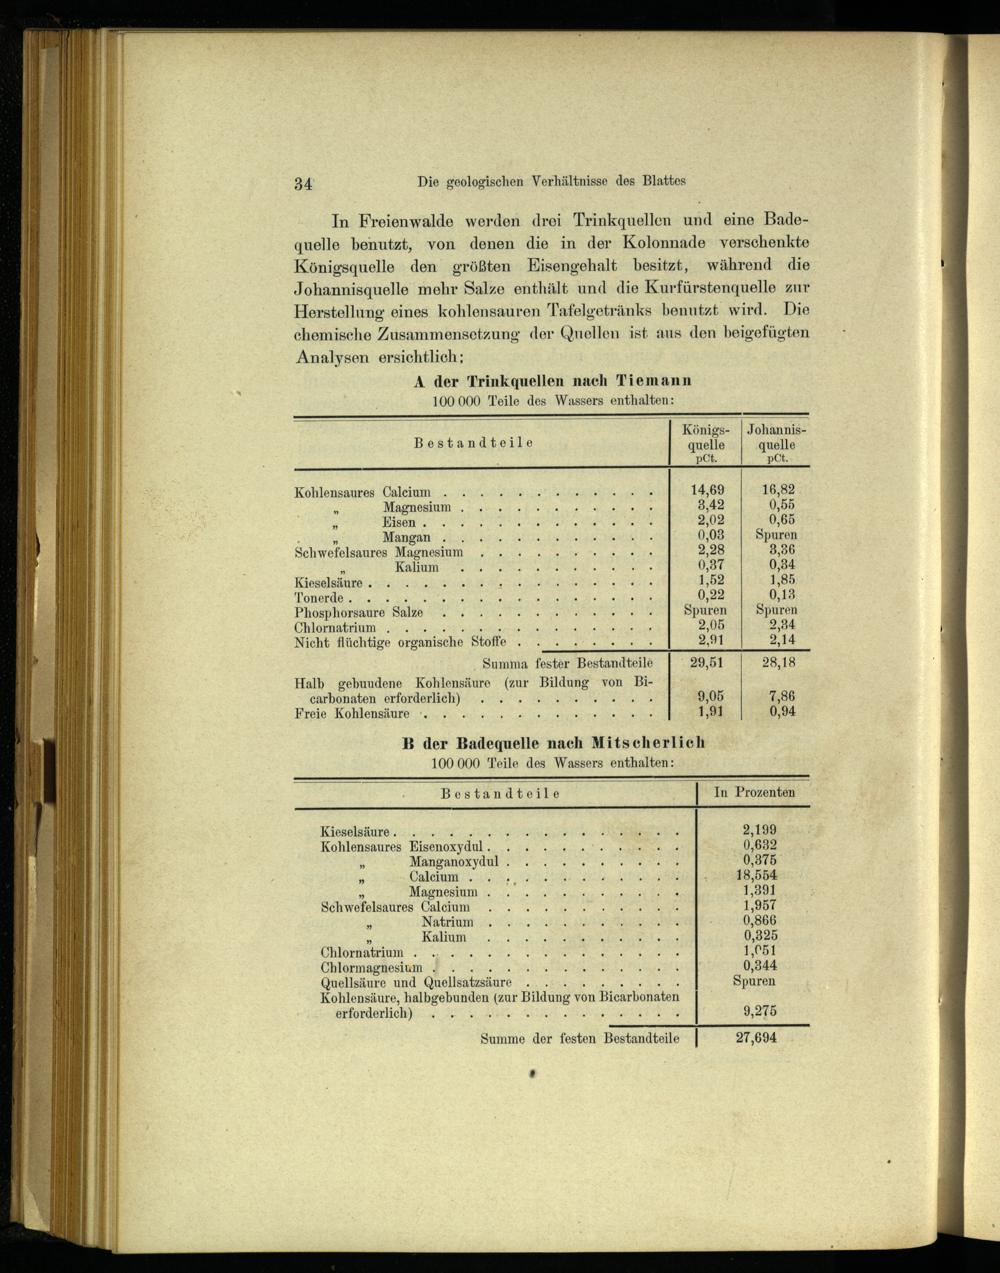 34 Die geologischen Verhältnisse des Blattes
In Freienwalde werden drei Trinkquellen und eine Bade-
quelle benutzt, von denen die in der Kolonnade verschenkte
Königsquelle den größten Eisengehalt besitzt, während die
Johannisquelle mehr Salze enthält und die Kurfürstenquelle zur
Herstellung eines kohlensauren Tafelgetränks benutzt wird. Die
chemische Zusammensetzung der Quellen ist aus den beigefügten
Analysen ersichtlich:
A der Trinkquellen nach Tiemann
100 000 Teile des Wassers enthalten:
Bestandteile Königs- quelle pCt. Johannis- quelle pCt.
Kohlensaures Calcium . . . . . . . . . . . . 14,69 16,82
„ Magnesium . . . . . . . . . . . 3,42 0,55
„ Eisen . . . . . . . . . . . . . 2,02 0,65
„ Mangan . . . . . . . . . . . . 0,03 Spuren
Schwefelsaures Magnesium . . . . . . . . . . 2,28 3,36
„ Kalium . . . . . . . . . . . 0,37 0,34
Kieselsäure . . . . . . . . . . . . . . . . 1,52 1,85
Tonerde . . . . . . . . . . . . . . . . . 0,22 0,13
Phosphorsaure Salze . . . . . . . . . . . . Spuren Spuren
Chlornatrium . . . . . . . . . . . . . . . 2,05 2,34
Nicht flüchtige organische Stoffe . . . . . . . . 2,91 2,14
Summa fester Bestandteile 29,51 28,18
Halb gebuudene Kohlensäure (zur Bildung von Bi-
carbonaten erforderlich) . . . . . . . . . . 9,05 7,86
Freie Kohlensäure . . . . . . . . . . . . . 1,91 0,94
B der Badequelle nach Mitscherlich
100 000 Teile des Wassers enthalten:
Bestandteile In Prozenten
Kieselsäure . . . . . . . . . . . . . . . . 2,199
Kohlensaures Eisenoxydul . . . . . . . . . . . 0,632
„ Manganoxydul . . . . . . . . . . 0,375
„ Calcium . . . . . . . . . . . . 18,554
„ Magnesium . . . . . . . . . . . 1,391
Schwefelsaures Calcium . . . . . . . . . . . 1,957
„ Natrium . . . . . . . . . . . 0,866
„ Kalium . . . . . . . . . . . 0,325
Chlornatrium . . . . . . . . . . . . . . . 1,051
Chlormagnesium . . . . . . . . . . . . . . 0,344
Quellsäure und Quellsatzsäure . . . . . . . . . Spuren
Kohlensäure, halbgebunden (zur Bildung von Bicarbonaten
erforderlich) . . . . . . . . . . . . . . 9,275
Summe der festen Bestandteile 27,694